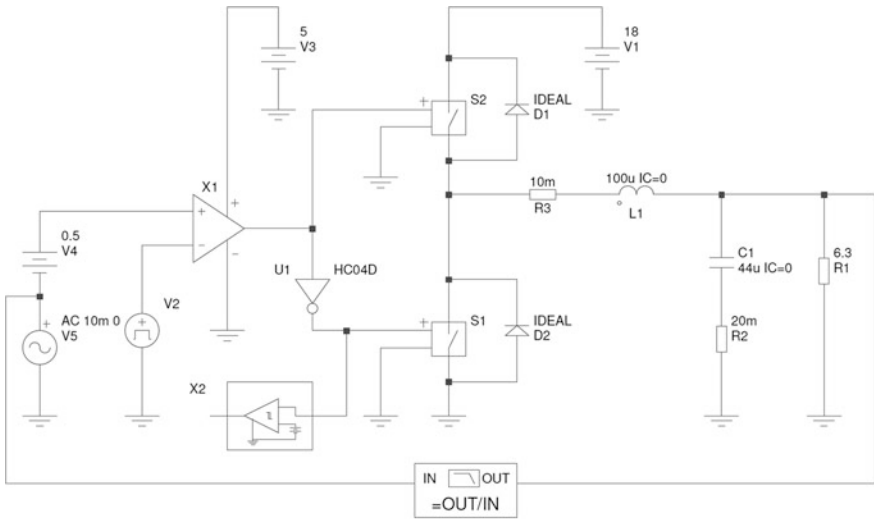 5
V3
18
V1
+
S2
IDEAL
D1
X1
+
+
−
−
0.5
V4
10m
R3
100u IC=0
L1
U1
HC04D
C1
44u IC=0
6.3
R1
V2
+
AC 10m 0
V5
+
+
S1
IDEAL
D2
20m
R2
X2
IN
OUT
=OUT/IN